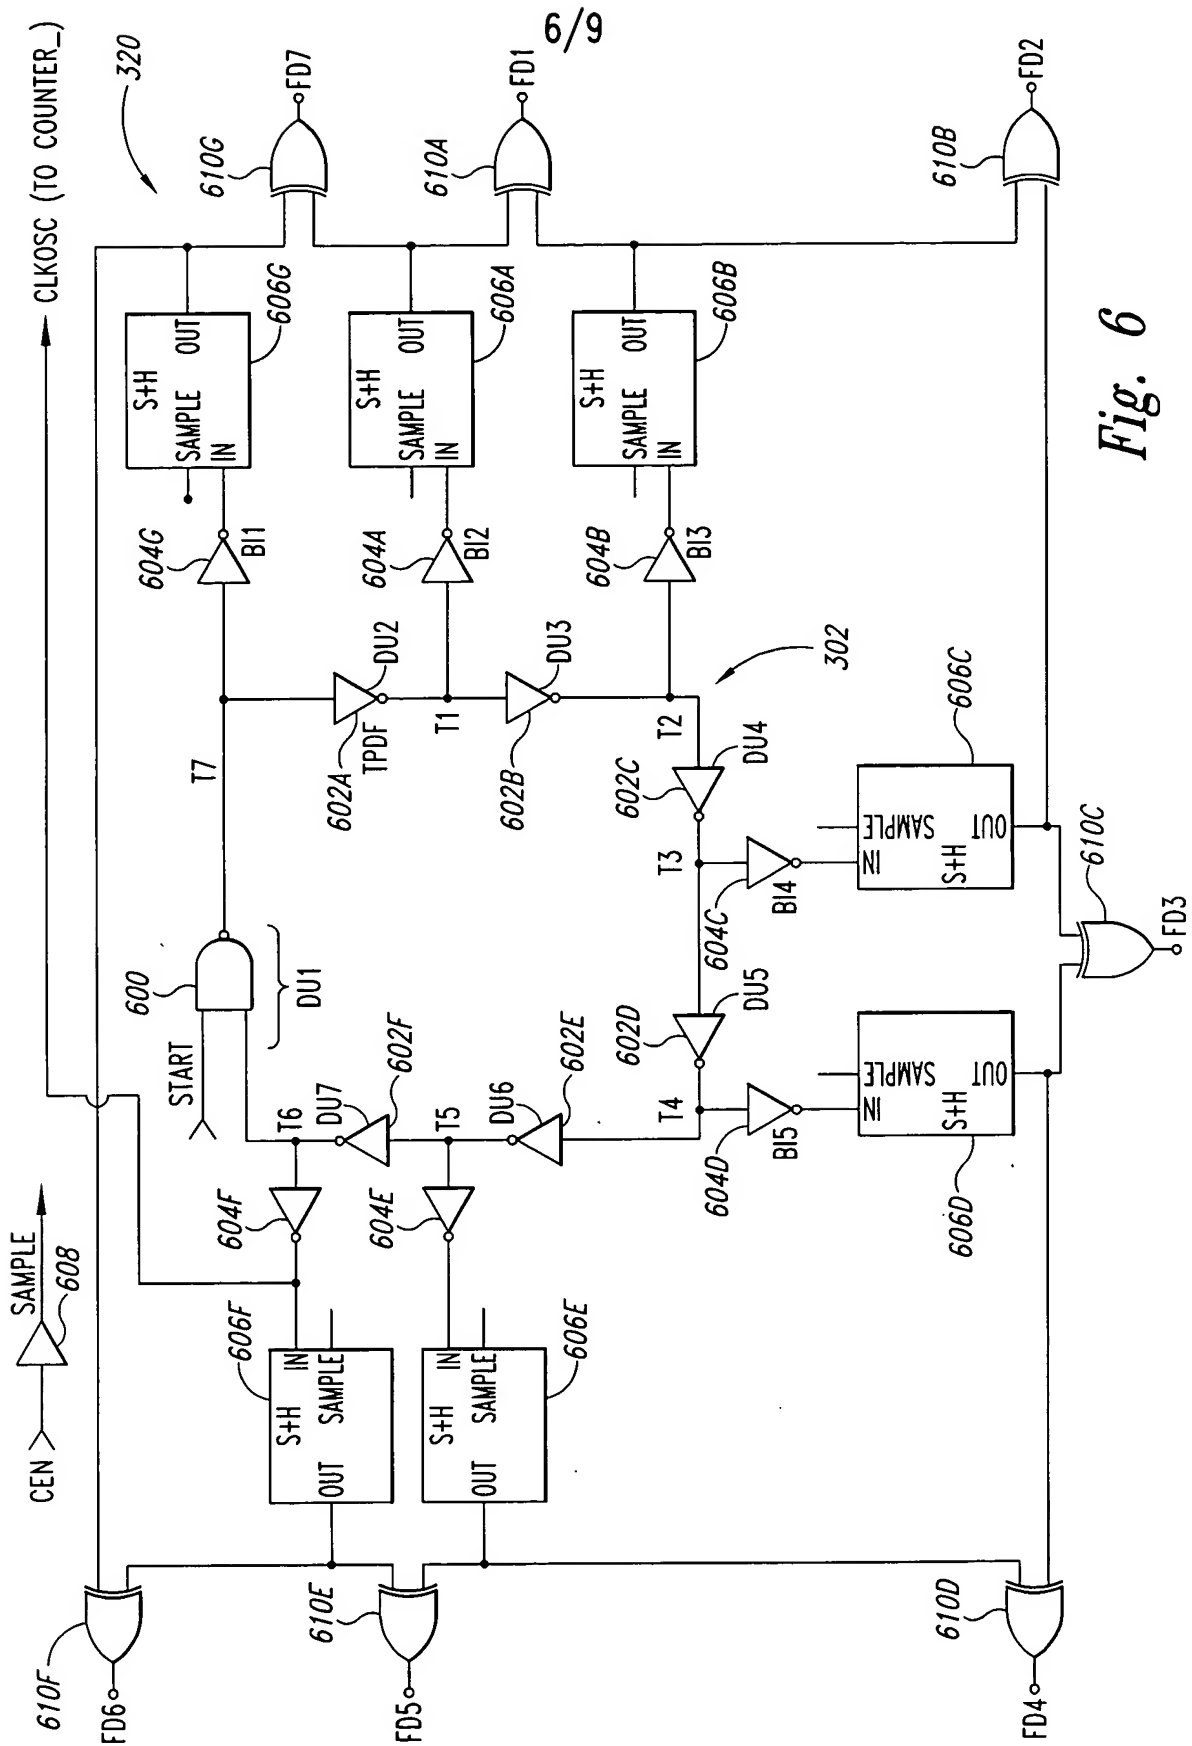 6/9
CEN
SAMPLE
608
CLKOSC (TO COUNTER_)
320
610F
FD6
606F
S+H
IN
SAMPLE
OUT
604F
T6
START
600
DU1
T7
604G
BI1
S+H
SAMPLE
IN
OUT
606G
610G
FD7
610E
FD5
606E
S+H
IN
SAMPLE
OUT
604E
T5
DU7
602F
DU6
602E
602A
TPDF
DU2
T1
604A
BI2
S+H
SAMPLE
IN
OUT
606A
610A
FD1
602B
DU3
T2
604B
BI3
S+H
SAMPLE
IN
OUT
606B
302
T4
602D
DU5
T3
602C
DU4
604D
BI5
604C
BI4
606D
IN
SAMPLE
S+H
OUT
606C
IN
SAMPLE
S+H
OUT
610D
FD4
610C
FD3
610B
FD2
Fig. 6